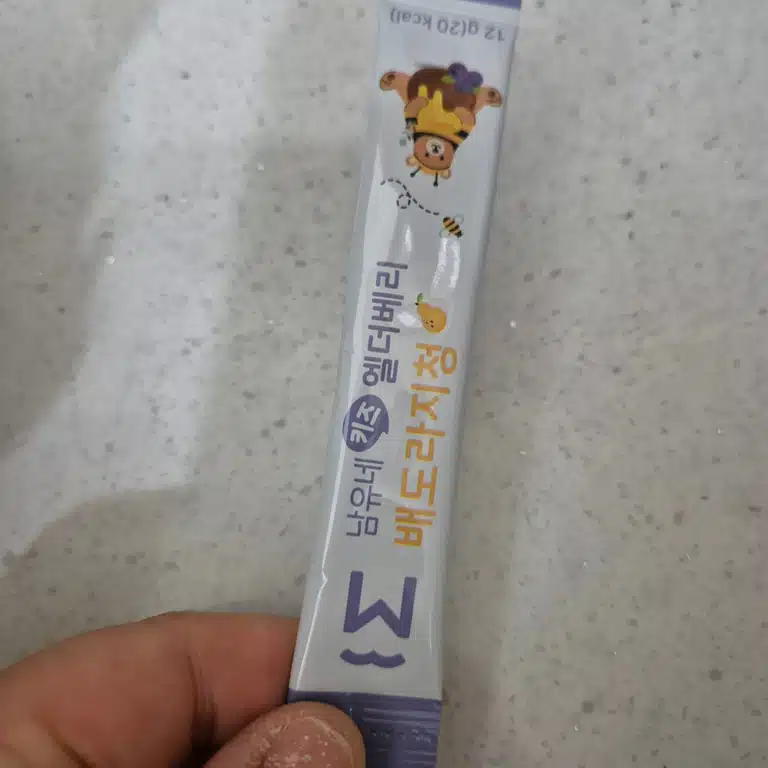 남유네 키즈 엘더베리
배도라지청
12 g(20 kcal)